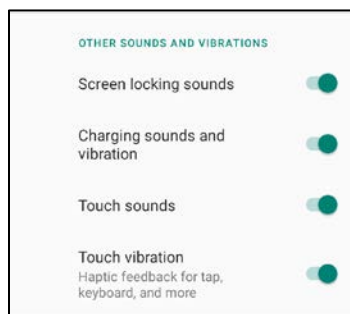 OTHER SOUNDS AND VIBRATIONS
Screen locking sounds
Charging sounds and
vibration
Touch sounds
Touch vibration
Haptic feedback for tap,
keyboard, and more